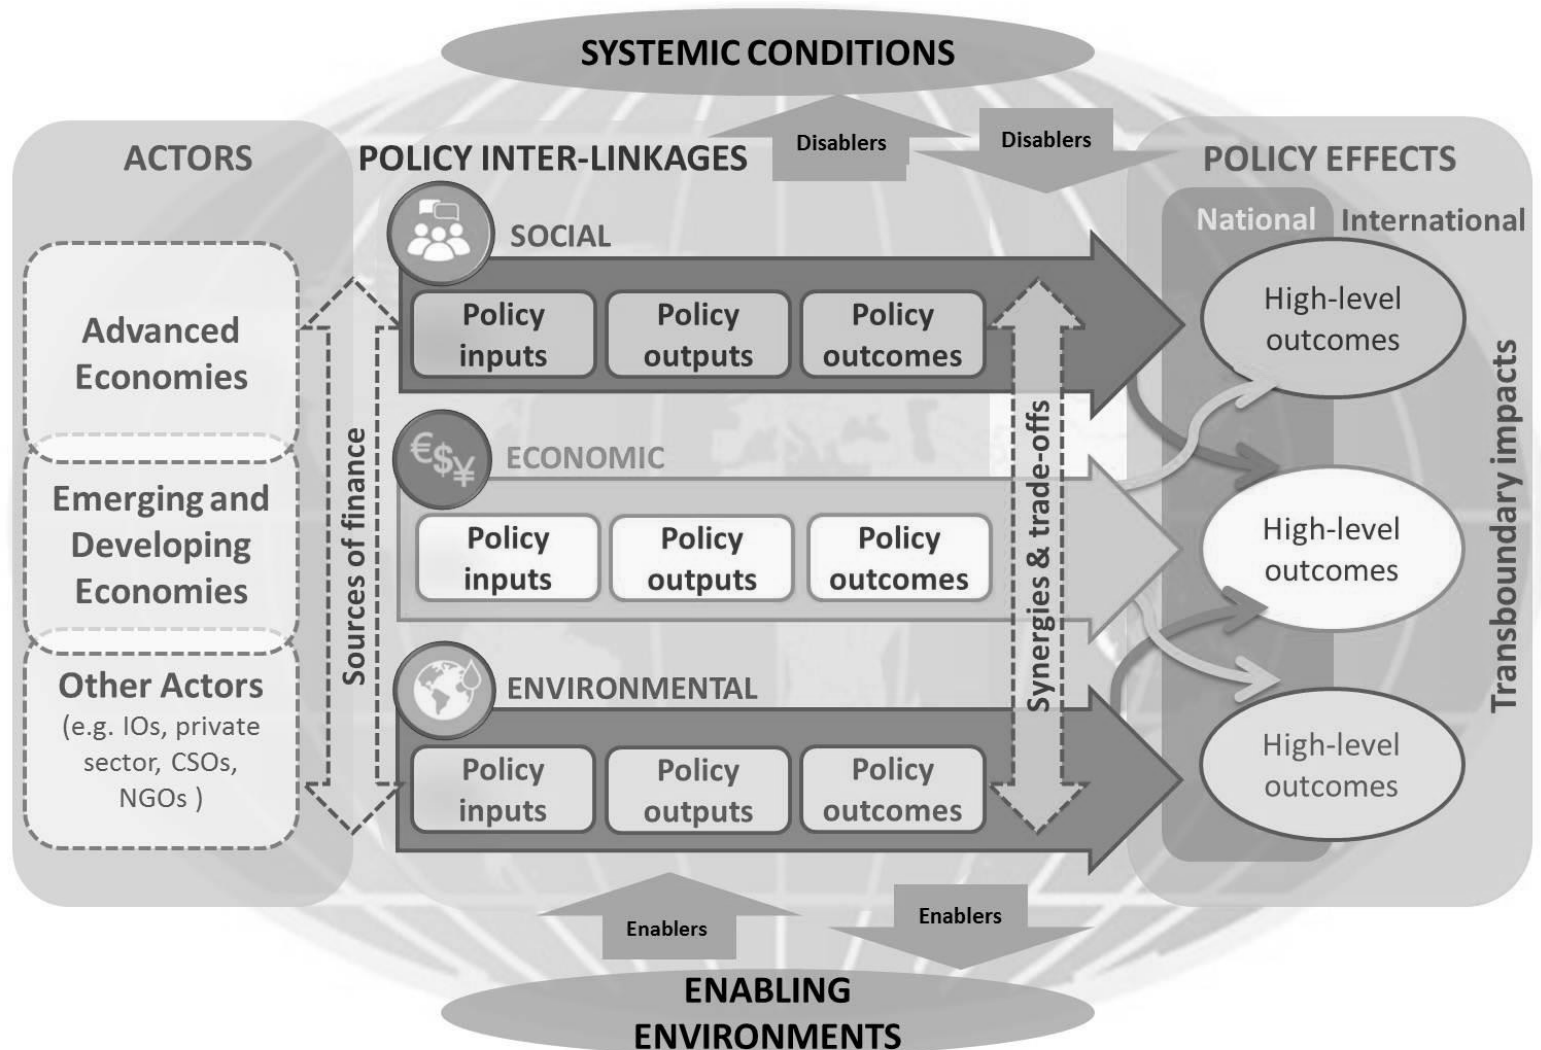 SYSTEMIC CONDITIONS
Disablers
Disablers
ACTORS
POLICY INTER-LINKAGES
POLICY EFFECTS
National
International
Advanced
Economies
Emerging and
Developing
Economies
Other Actors
(e.g. IOs, private
sector, CSOs,
NGOs )
Sources of finance
SOCIAL
Policy
inputs
Policy
outputs
Policy
outcomes
€$¥
ECONOMIC
Policy
inputs
Policy
outputs
Policy
outcomes
ENVIRONMENTAL
Policy
inputs
Policy
outputs
Policy
outcomes
Synergies & trade-offs
High-level
outcomes
High-level
outcomes
High-level
outcomes
Transboundary impacts
Enablers
Enablers
ENABLING
ENVIRONMENTS